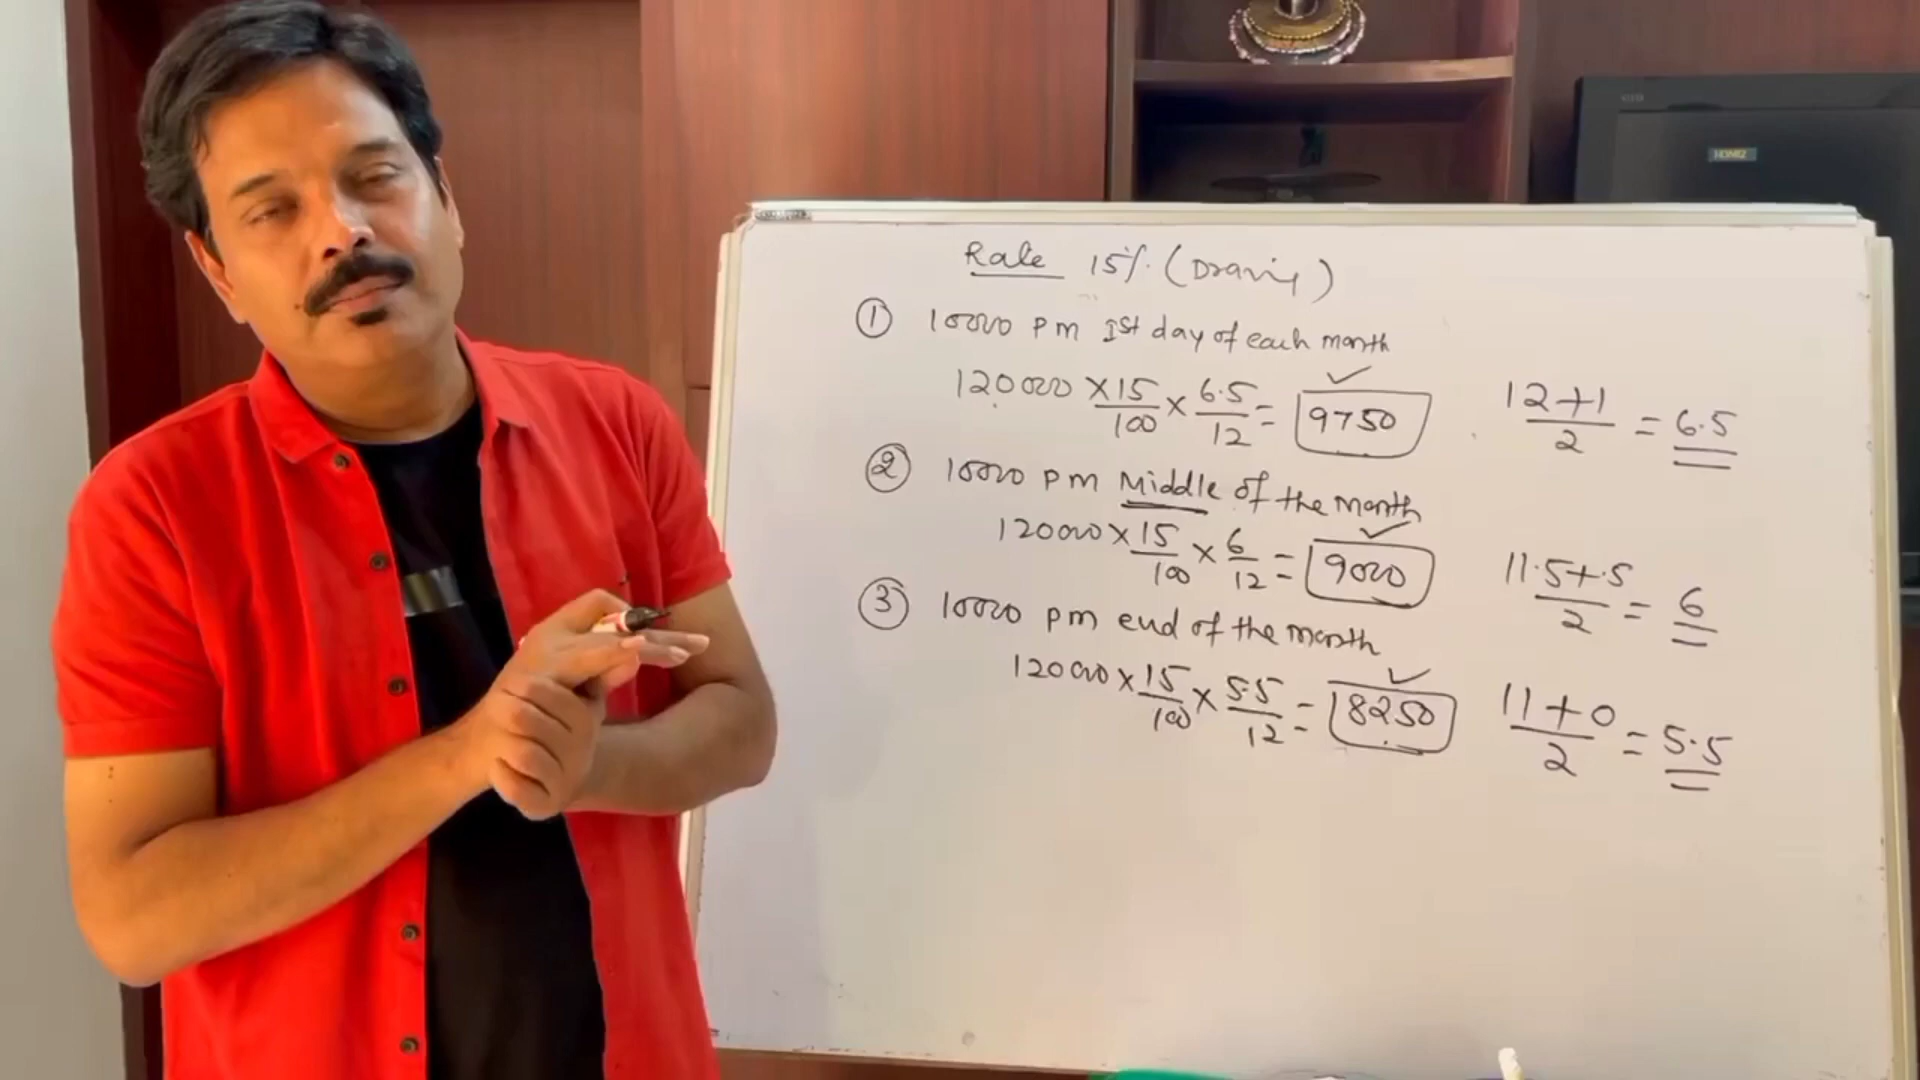 Rate 15% (Drawing)
① 10000 pm 1st day of each month
120000 × 15/100 × 6.5/12 = 9750
12+1/2 = 6.5
② 10000 pm Middle of the month
120000 × 15/100 × 6/12 = 9000
11.5+.5/2 = 6
③ 10000 pm end of the month
120000 × 15/100 × 5.5/12 = 8250
11+0/2 = 5.5